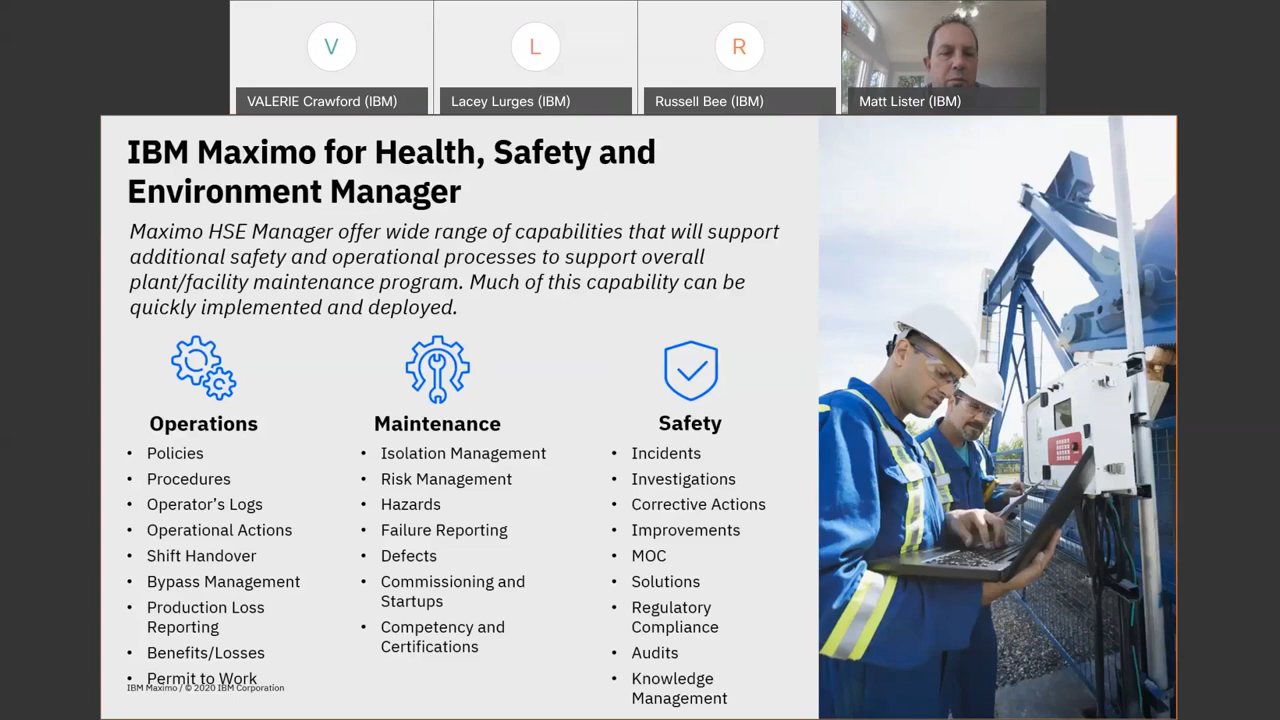 V
L
R
VALERIE Crawford (IBM)
Lacey Lurges (IBM)
Russell Bee (IBM)
Matt Lister (IBM)
IBM Maximo for Health, Safety and
Environment Manager
Maximo HSE Manager offer wide range of capabilities that will support
additional safety and operational processes to support overall
plant/facility maintenance program. Much of this capability can be
quickly implemented and deployed.
Operations
• Policies
• Procedures
• Operator’s Logs
• Operational Actions
• Shift Handover
• Bypass Management
• Production Loss
Reporting
• Benefits/Losses
• Permit to Work
Maintenance
• Isolation Management
• Risk Management
• Hazards
• Failure Reporting
• Defects
• Commissioning and
Startups
• Competency and
Certifications
Safety
• Incidents
• Investigations
• Corrective Actions
• Improvements
• MOC
• Solutions
• Regulatory
Compliance
• Audits
• Knowledge
Management
IBM Maximo / © 2020 IBM Corporation